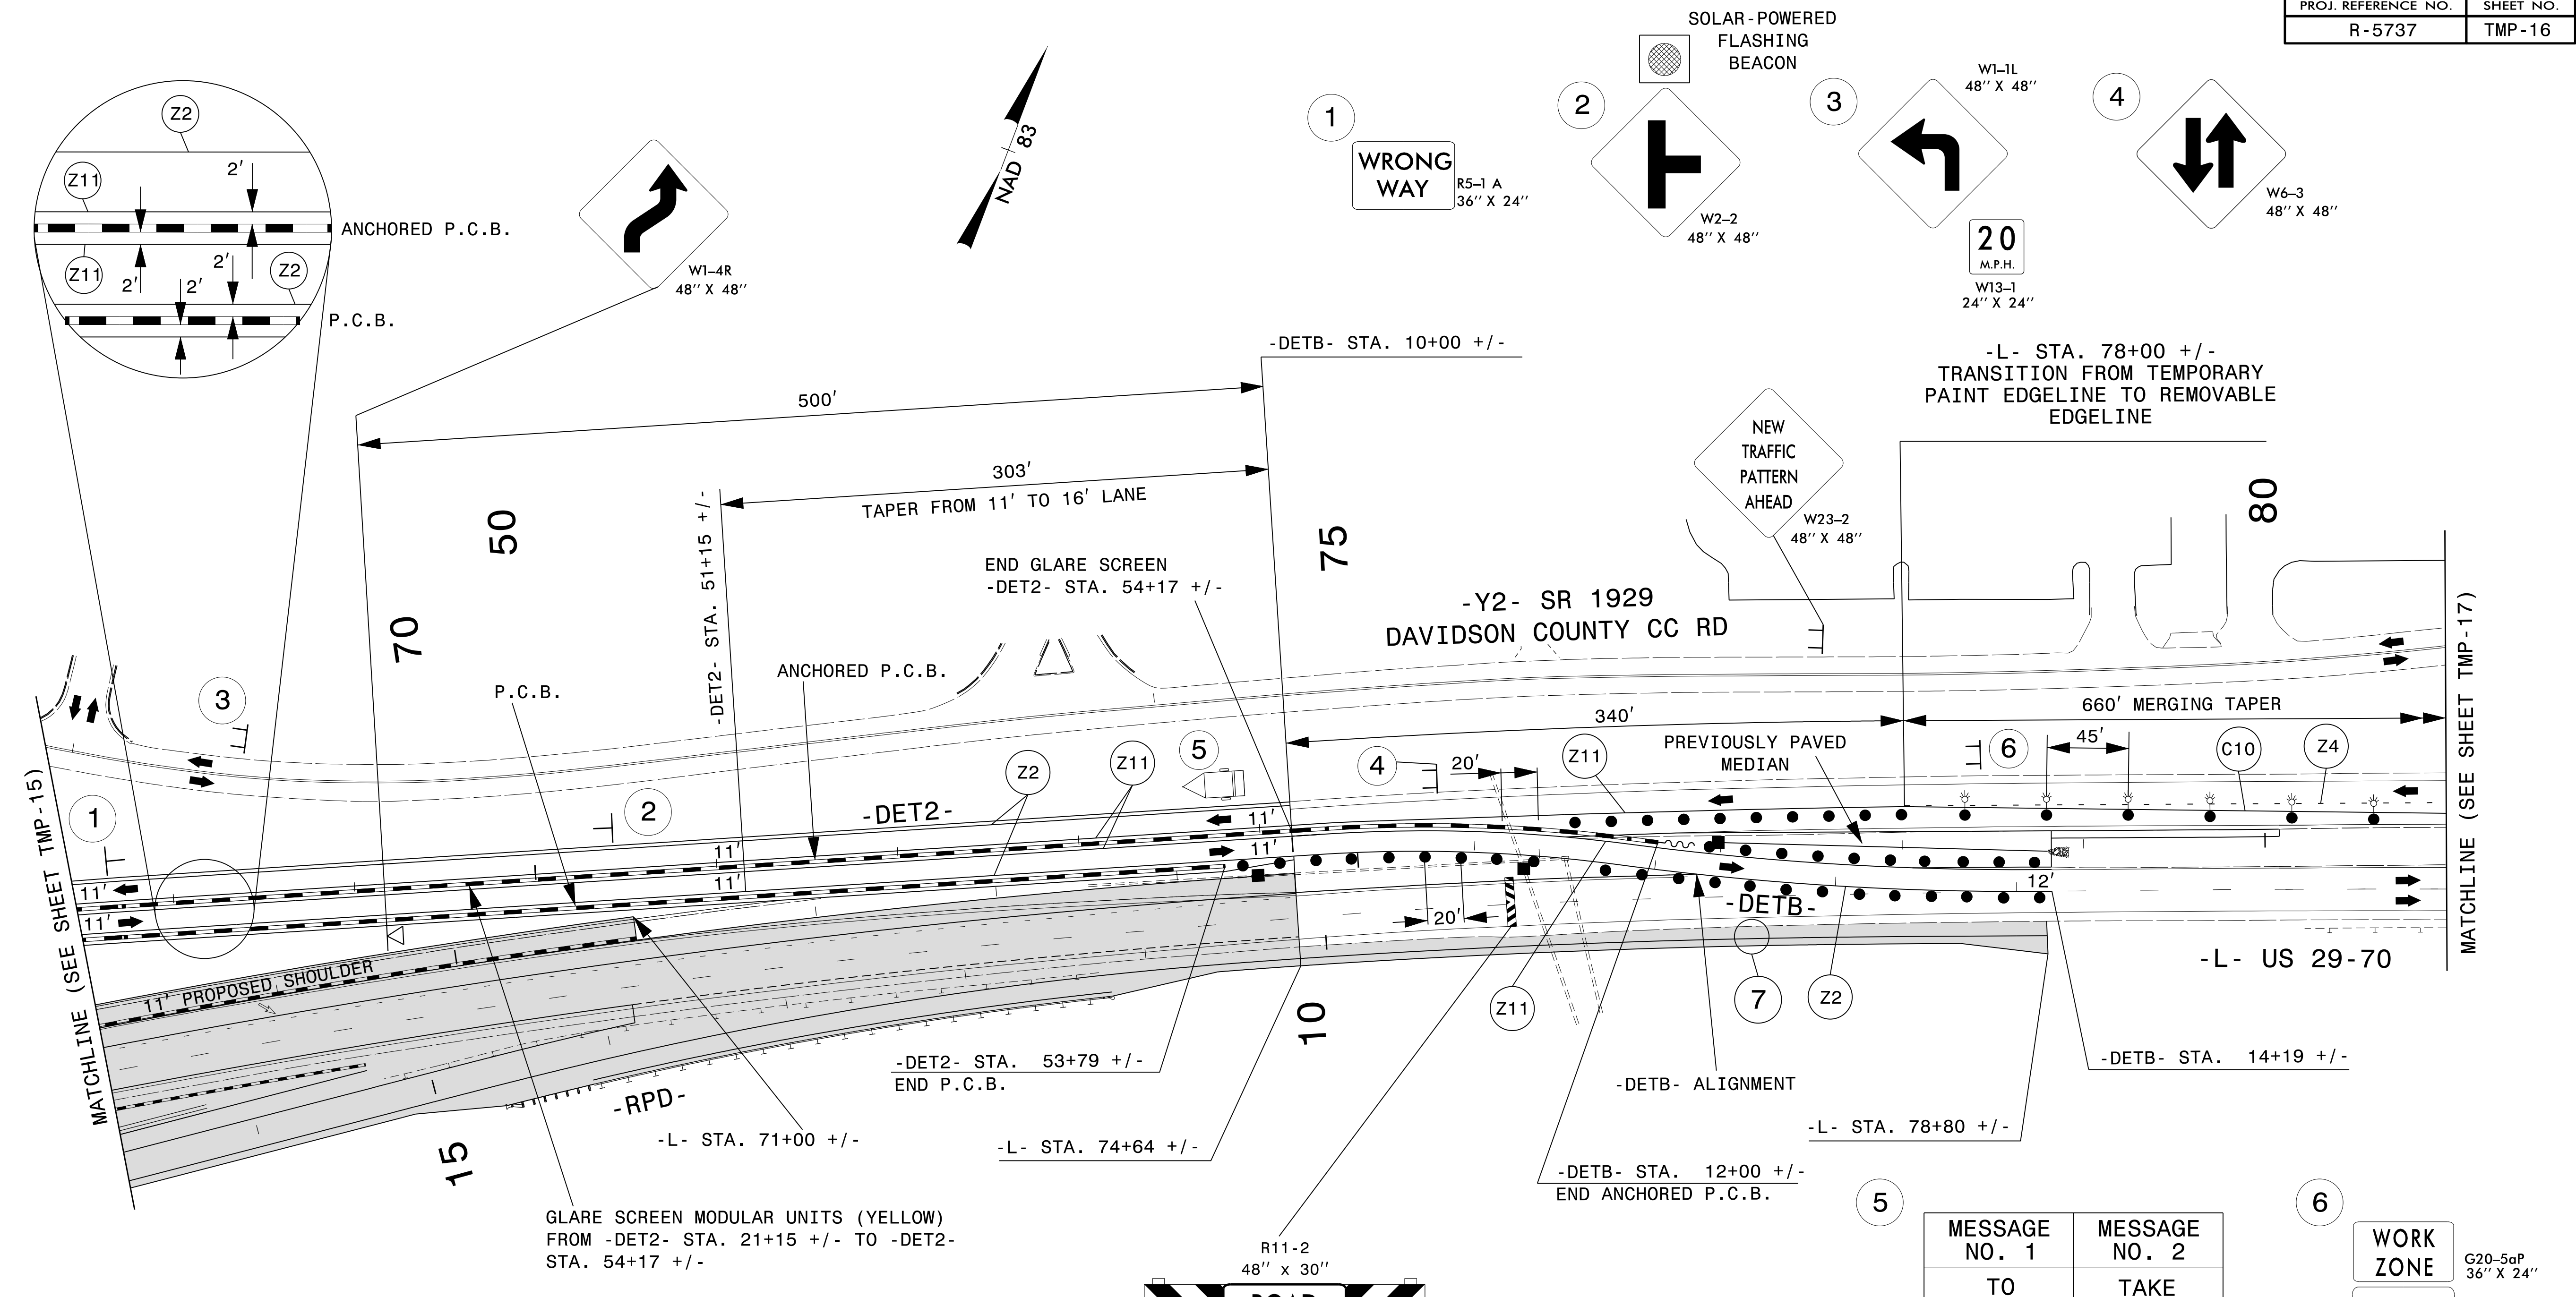 PROJ. REFERENCE NO. SHEET NO.
R-5737 TMP-16
SOLAR-POWERED
FLASHING
BEACON
1
WRONG
WAY
R5-1 A
36" X 24"
2
W2-2
48" X 48"
3
W1-1L
48" X 48"
20
M.P.H.
W13-1
24" X 24"
4
W6-3
48" X 48"
Z2
Z11
2'
ANCHORED P.C.B.
Z11
2'
2'
2'
Z2
P.C.B.
W1-4R
48" X 48"
NAD 83
-DETB- STA. 10+00 +/-
500'
303'
TAPER FROM 11' TO 16' LANE
-L- STA. 78+00 +/-
TRANSITION FROM TEMPORARY
PAINT EDGELINE TO REMOVABLE
EDGELINE
NEW
TRAFFIC
PATTERN
AHEAD
W23-2
48" X 48"
50
70
75
80
-DET2- STA. 51+15 +/-
END GLARE SCREEN
-DET2- STA. 54+17 +/-
-Y2- SR 1929
DAVIDSON COUNTY CC RD
P.C.B.
ANCHORED P.C.B.
3
5
4
6
340'
660' MERGING TAPER
PREVIOUSLY PAVED
MEDIAN
45'
20'
Z2
Z11
Z11
C10
Z4
1
2
-DET2-
11'
11'
11'
11'
11'
11'
12'
20'
-DETB-
7
Z2
Z11
-L- US 29-70
MATCHLINE (SEE SHEET TMP-15)
MATCHLINE (SEE SHEET TMP-17)
11' PROPOSED SHOULDER
10
15
-RPD-
-DET2- STA. 53+79 +/-
END P.C.B.
-DETB- ALIGNMENT
-DETB- STA. 14+19 +/-
-L- STA. 71+00 +/-
-L- STA. 74+64 +/-
-L- STA. 78+80 +/-
-DETB- STA. 12+00 +/-
END ANCHORED P.C.B.
GLARE SCREEN MODULAR UNITS (YELLOW)
FROM -DET2- STA. 21+15 +/- TO -DET2-
STA. 54+17 +/-
R11-2
48" x 30"
5
MESSAGE
NO. 1
MESSAGE
NO. 2
TO
TAKE
6
WORK
ZONE
G20-5aP
36" X 24"